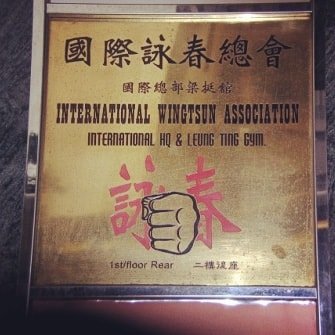 國際詠春總會
國際總部梁挺舘
INTERNATIONAL WINGTSUN ASSOCIATION
INTERNATIONAL HQ & LEUNG TING GYM.
詠春
1st/floor Rear 二樓後座